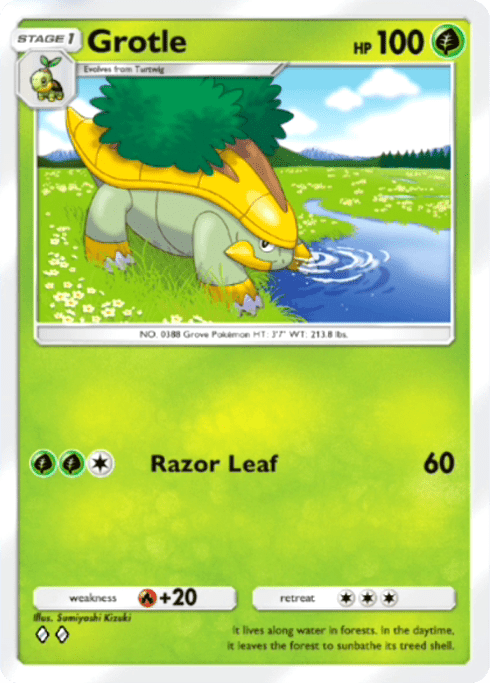 STAGE 1 Grotle HP 100
Evolves from Turtwig
NO. 0388 Grove Pokémon HT: 3'7" WT: 213.8 lbs.
Razor Leaf 60
weakness +20 retreat
Illus. Sumiyoshi Kizuki
It lives along water in forests. In the daytime,
it leaves the forest to sunbathe its treed shell.